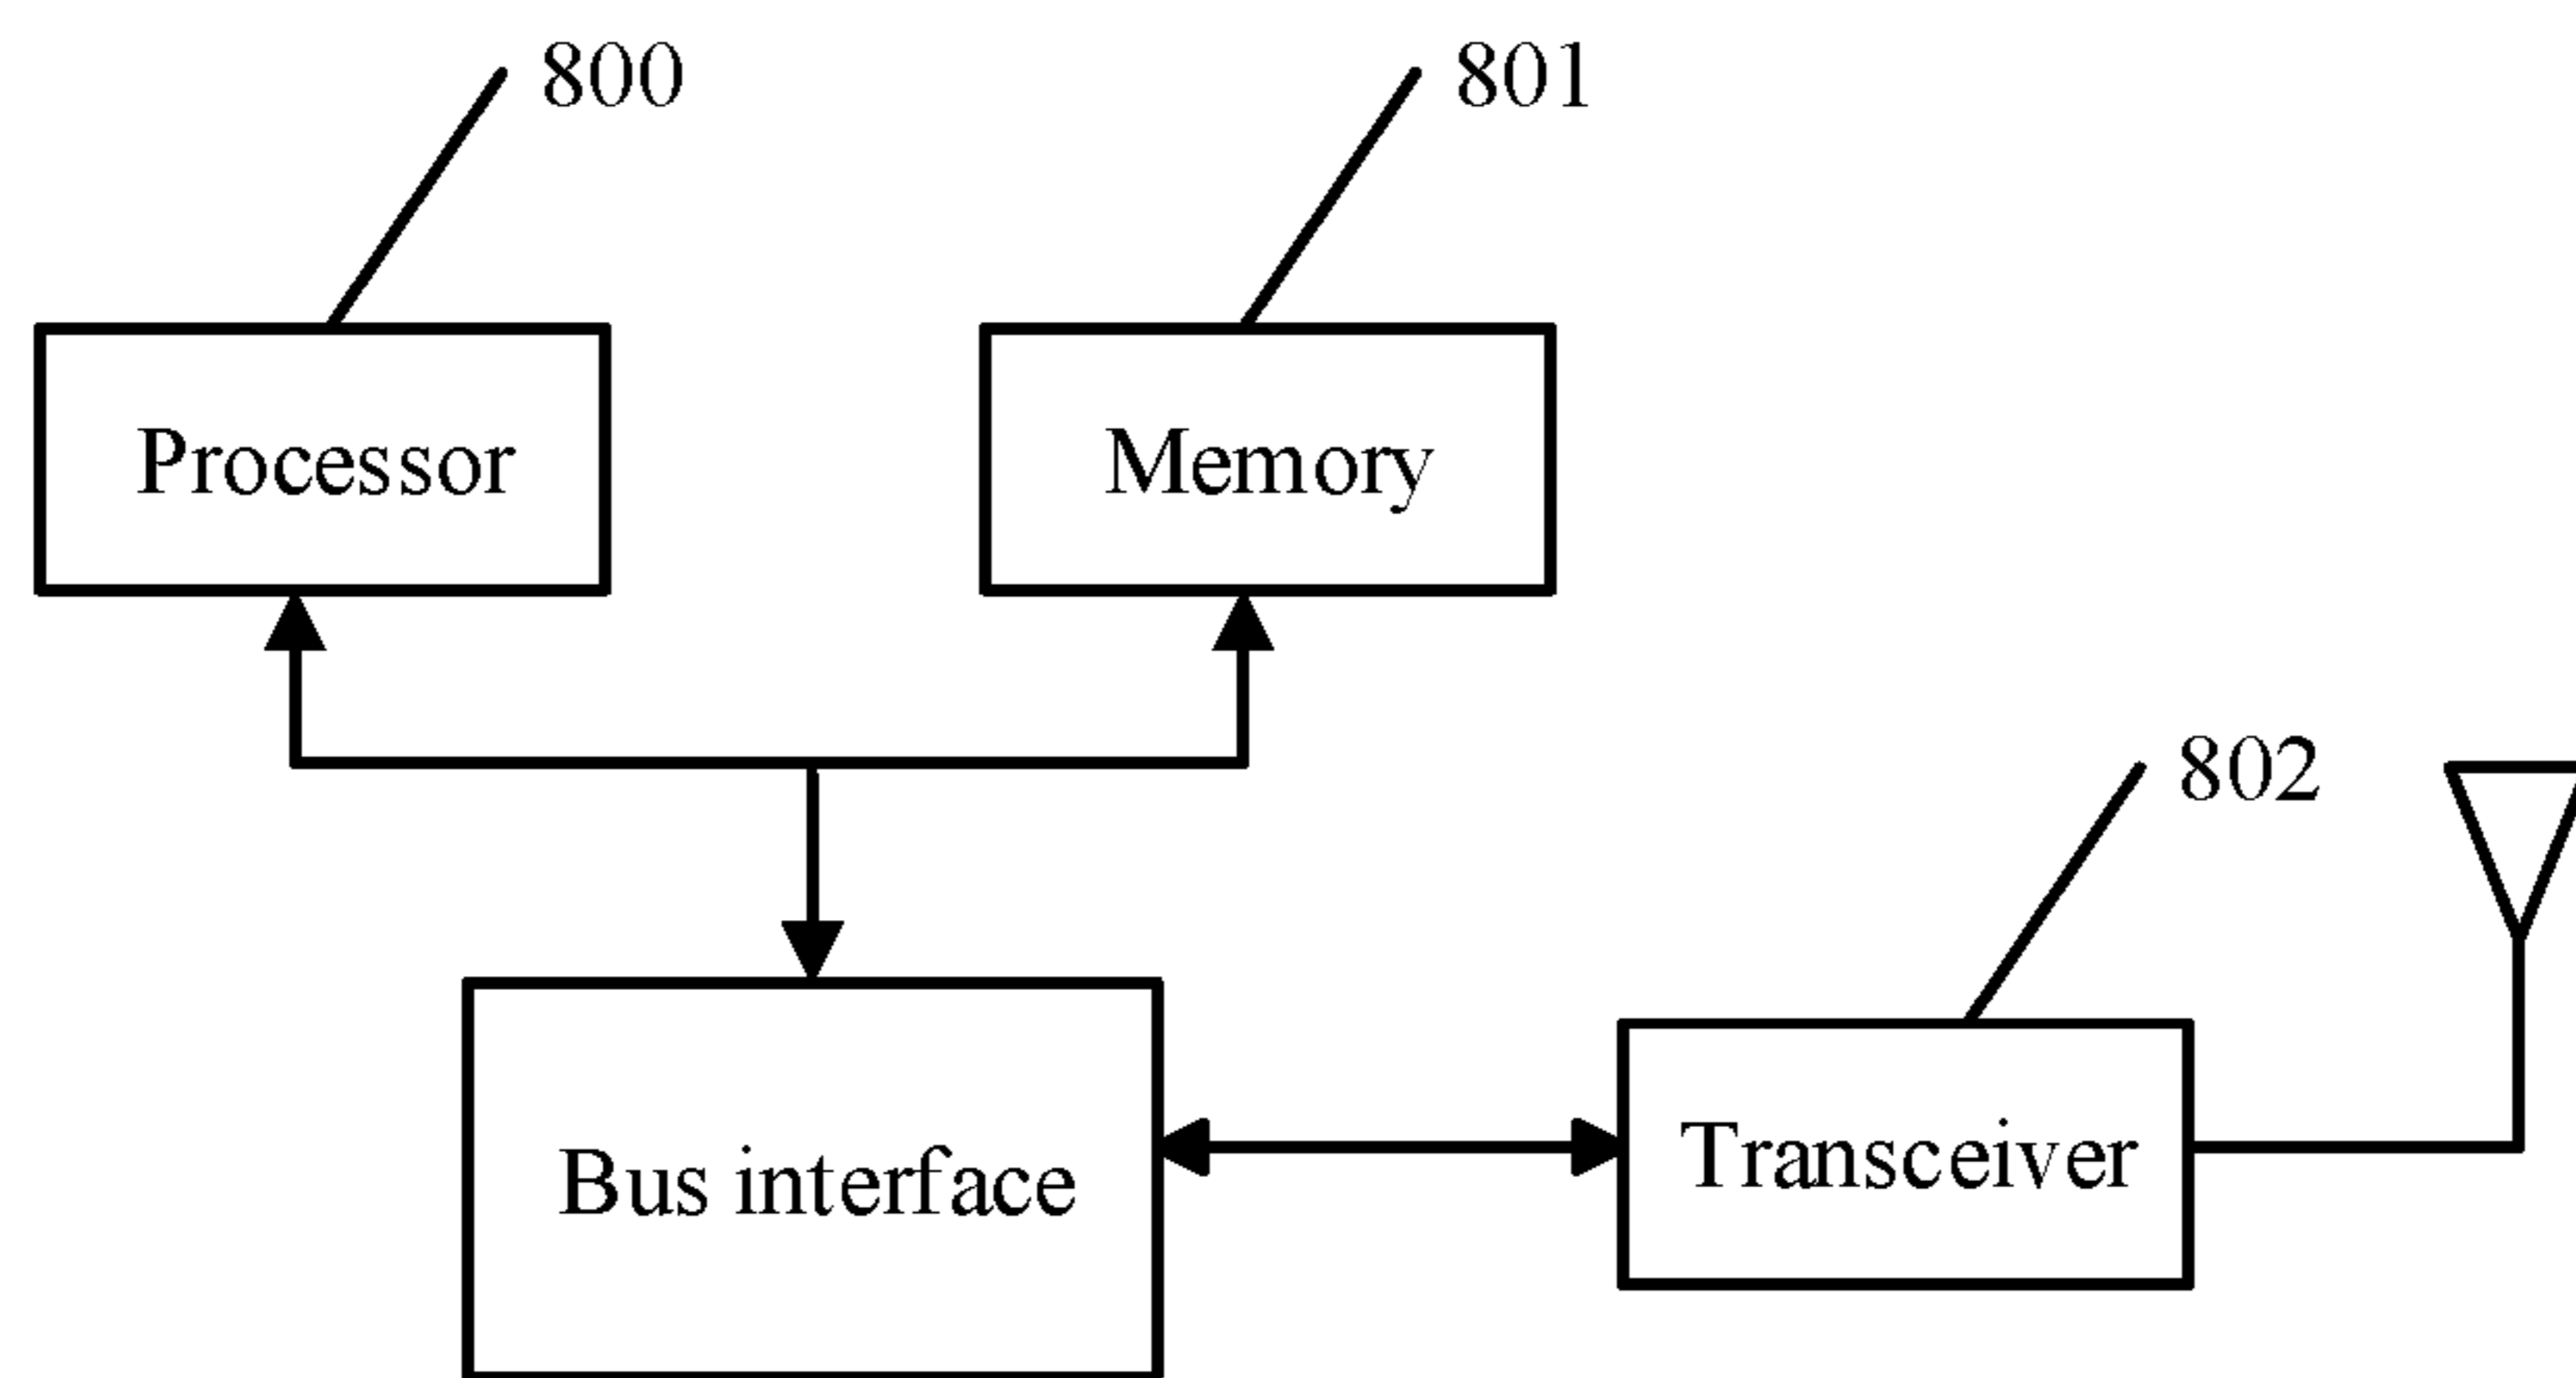 800
801
Processor
Memory
802
Bus interface
Transceiver